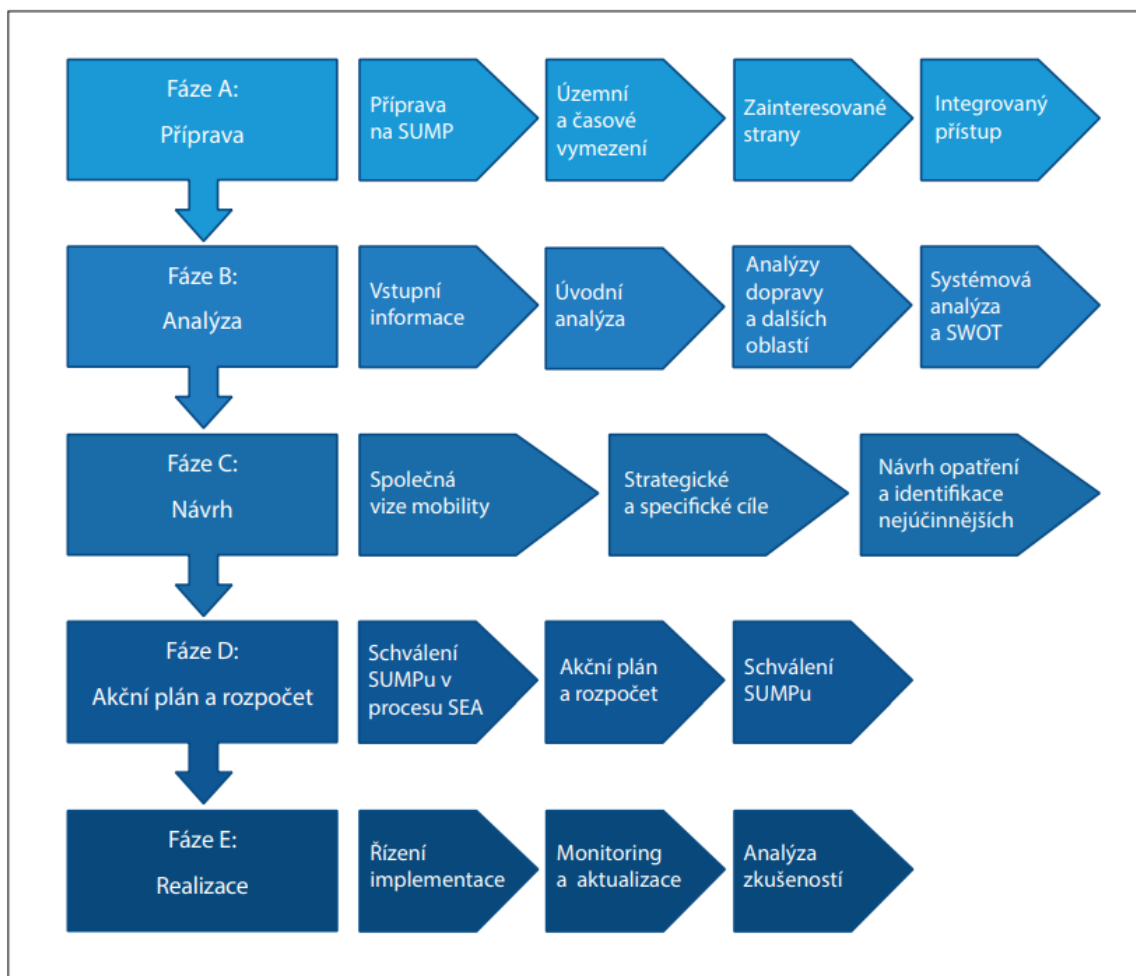 Fáze A:
Příprava
Příprava
na SUMP
Územní
a časové
vymezení
Zainteresované
strany
Integrovaný
přístup
Fáze B:
Analýza
Vstupní
informace
Úvodní
analýza
Analýzy
dopravy
a dalších
oblastí
Systémová
analýza
a SWOT
Fáze C:
Návrh
Společná
vize mobility
Strategické
a specifické cíle
Návrh opatření
a identifikace
nejúčinnějších
Fáze D:
Akční plán a rozpočet
Schválení
SUMPu v
procesu SEA
Akční plán
a rozpočet
Schválení
SUMPu
Fáze E:
Realizace
Řízení
implementace
Monitoring
a aktualizace
Analýza
zkušeností